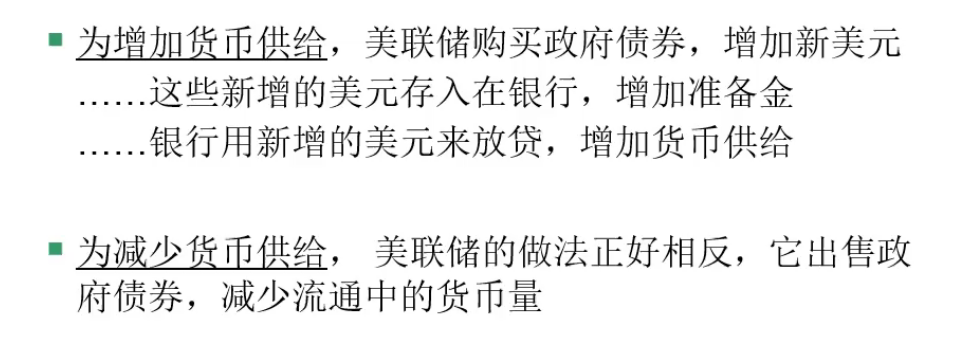 为增加货币供给，美联储购买政府债券，增加新美元
……这些新增的美元存入在银行，增加准备金
……银行用新增的美元来放贷，增加货币供给
为减少货币供给， 美联储的做法正好相反，它出售政
府债券，减少流通中的货币量